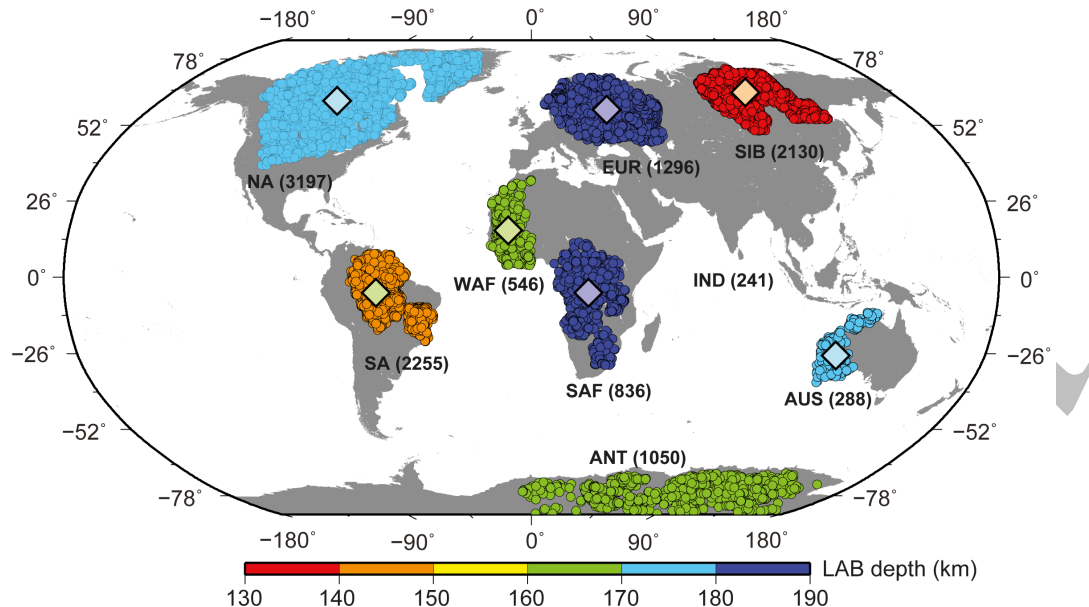 −180° −90° 0° 90° 180°
78° 78°
52° 52°
SIB (2130)
EUR (1296)
NA (3197)
26° 26°
0° WAF (546) IND (241) 0°
−26° −26°
SA (2255)
SAF (836)
AUS (288)
−52° −52°
ANT (1050)
−78° −78°
−180° −90° 0° 90° 180°
LAB depth (km)
130 140 150 160 170 180 190